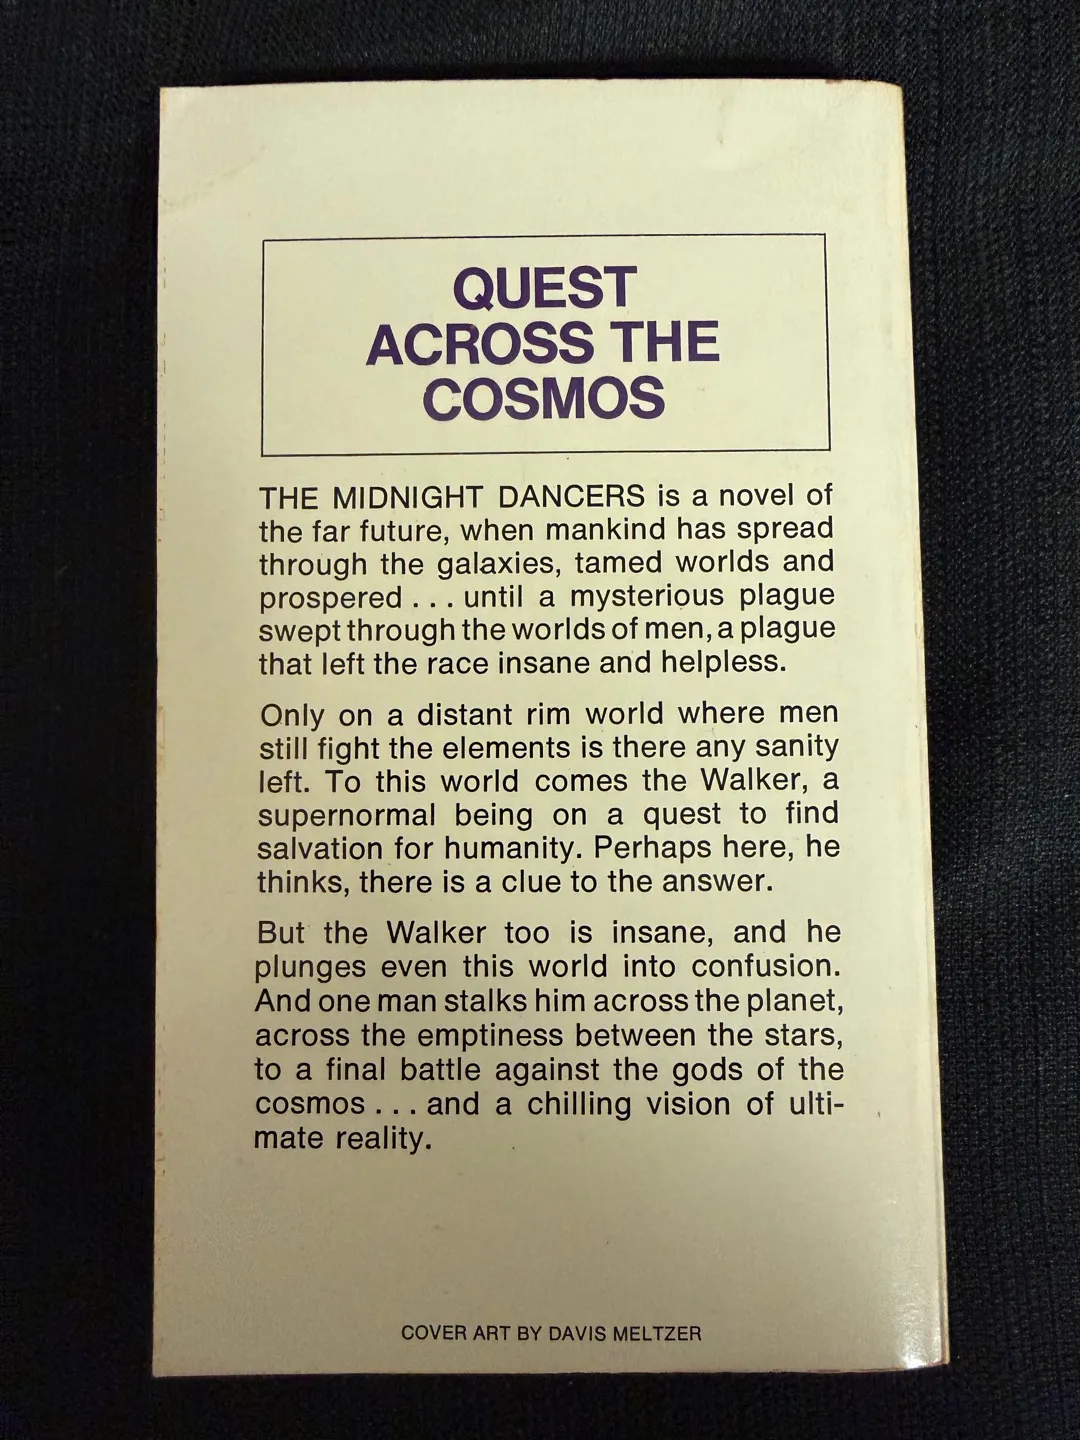 QUEST
ACROSS THE
COSMOS
THE MIDNIGHT DANCERS is a novel of
the far future, when mankind has spread
through the galaxies, tamed worlds and
prospered . . . until a mysterious plague
swept through the worlds of men, a plague
that left the race insane and helpless.
Only on a distant rim world where men
still fight the elements is there any sanity
left. To this world comes the Walker, a
supernormal being on a quest to find
salvation for humanity. Perhaps here, he
thinks, there is a clue to the answer.
But the Walker too is insane, and he
plunges even this world into confusion.
And one man stalks him across the planet,
across the emptiness between the stars,
to a final battle against the gods of the
cosmos . . . and a chilling vision of ulti-
mate reality.
COVER ART BY DAVIS MELTZER